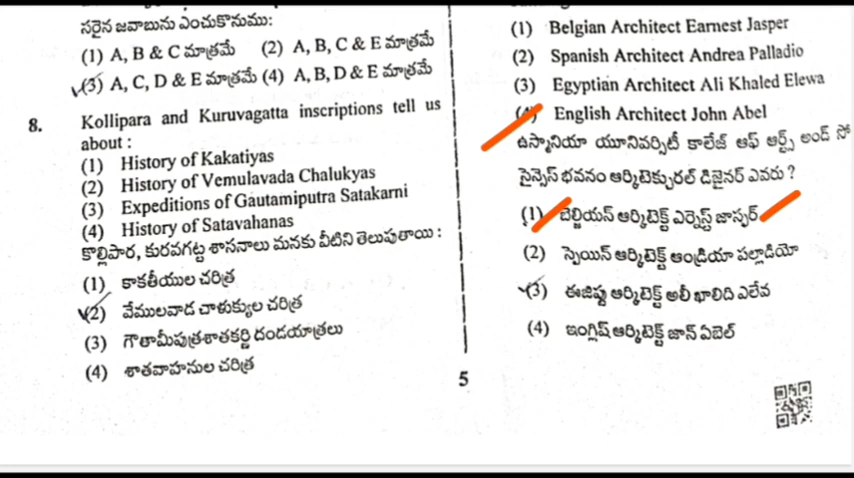 సరైన జవాబును ఎంచుకొనుము:
(1) A, B & C మాత్రమే (2) A, B, C & E మాత్రమే
(3) A, C, D & E మాత్రమే (4) A, B, D & E మాత్రమే
8. Kollipara and Kuruvagatta inscriptions tell us
about :
(1) History of Kakatiyas
(2) History of Vemulavada Chalukyas
(3) Expeditions of Gautamiputra Satakarni
(4) History of Satavahanas
కొల్లిపార, కురవగట్ట శాసనాలు మనకు వీటిని తెలుపుతాయి :
(1) కాకతీయుల చరిత్ర
(2) వేములవాడ చాళుక్యుల చరిత్ర
(3) గౌతామీపుత్రశాతకర్ణి దండయాత్రలు
(4) శాతవాహనుల చరిత్ర
(1) Belgian Architect Earnest Jasper
(2) Spanish Architect Andrea Palladio
(3) Egyptian Architect Ali Khaled Elewa
(4) English Architect John Abel
ఉస్మానియా యూనివర్సిటీ కాలేజ్ ఆఫ్ ఆర్ట్స్ అండ్ సో
సైన్సెస్ భవనం ఆర్కిటెక్చురల్ డిజైనర్ ఎవరు ?
(1) బెల్జియన్ ఆర్కిటెక్ట్ ఎర్నెస్ట్ జాస్పర్
(2) స్పెయిన్ ఆర్కిటెక్ట్ ఆండ్రియా పల్లాడియో
(3) ఈజిప్టు ఆర్కిటెక్ట్ అలీ ఖాలిది ఎలేవ
(4) ఇంగ్లిష్ ఆర్కిటెక్ట్ జాన్ ఏబెల్
5